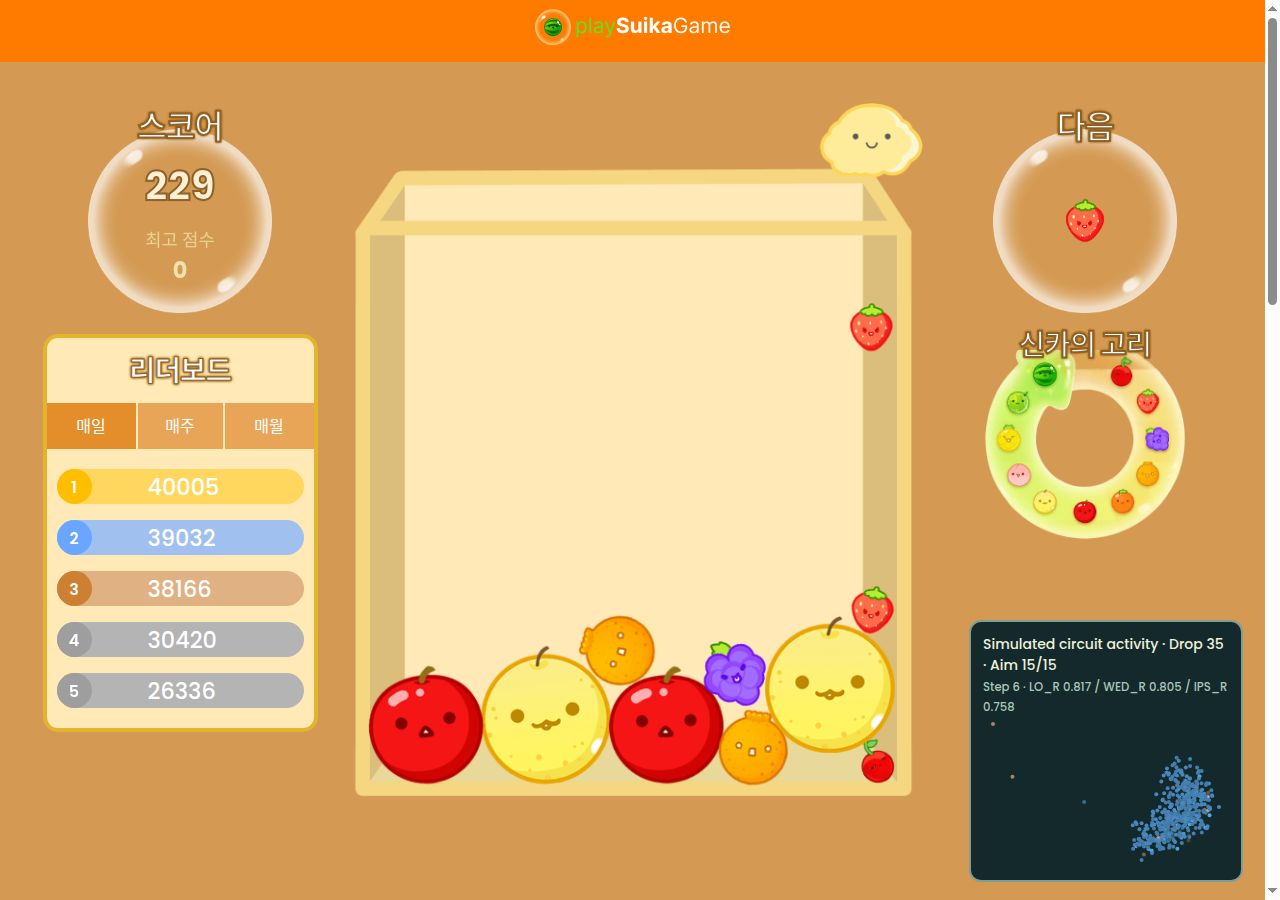 playSuikaGame
스코어
229
최고 점수
0
리더보드
매일 매주 매월
1 40005
2 39032
3 38166
4 30420
5 26336
다음
신카의 고리
Simulated circuit activity · Drop 35
· Aim 15/15
Step 6 · LO_R 0.817 / WED_R 0.805 / IPS_R
0.758